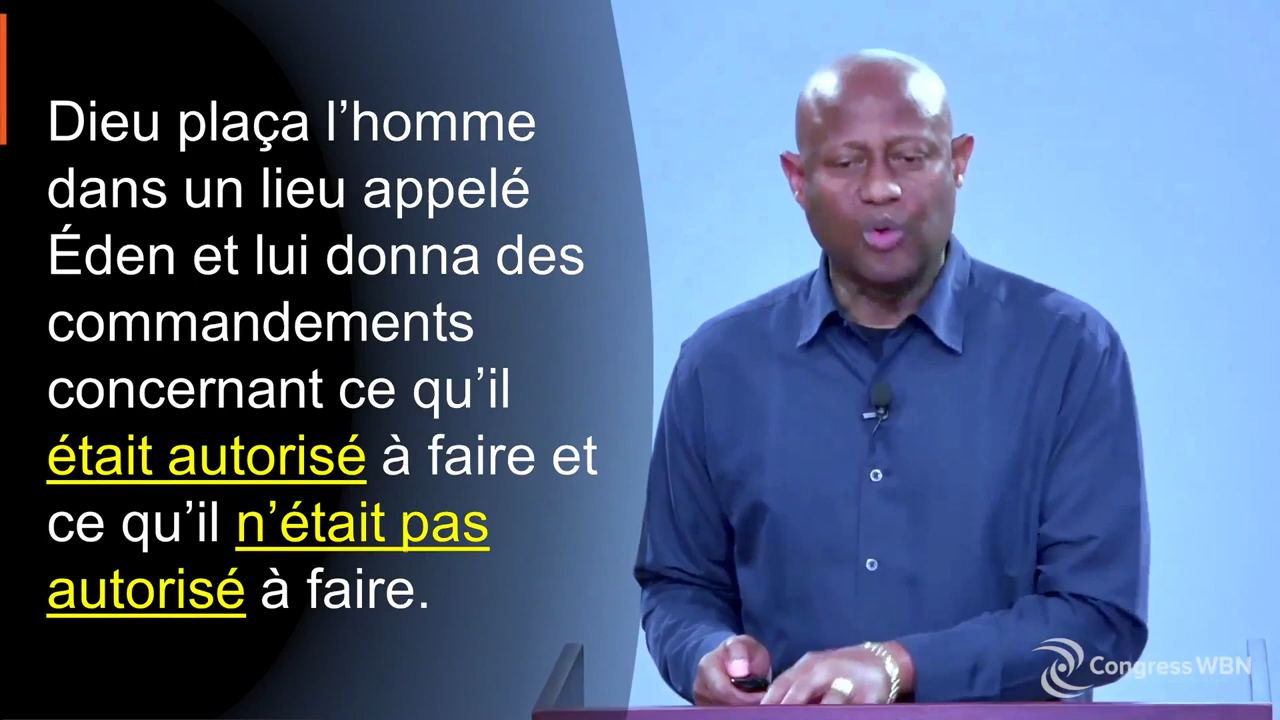 Dieu plaça l’homme
dans un lieu appelé
Éden et lui donna des
commandements
concernant ce qu’il
était autorisé à faire et
ce qu’il n’était pas
autorisé à faire.
Congress WBN